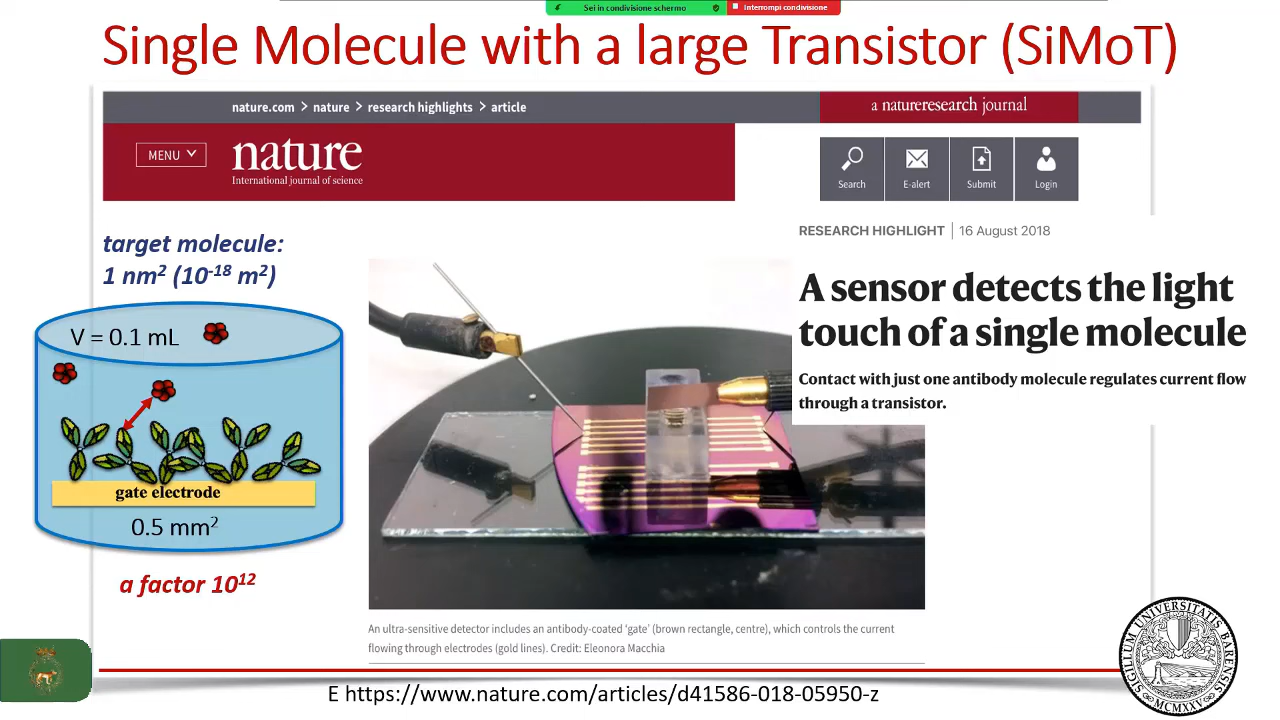 Sei in condivisione schermo
Interrompi condivisione
Single Molecule with a large Transistor (SiMoT)
nature.com > nature > research highlights > article
a natureresearch journal
MENU
nature
International journal of science
Search
E-alert
Submit
Login
RESEARCH HIGHLIGHT | 16 August 2018
A sensor detects the light
touch of a single molecule
Contact with just one antibody molecule regulates current flow
through a transistor.
target molecule:
1 nm² (10⁻¹⁸ m²)
V = 0.1 mL
gate electrode
0.5 mm²
a factor 10¹²
An ultra-sensitive detector includes an antibody-coated 'gate' (brown rectangle, centre), which controls the current
flowing through electrodes (gold lines). Credit: Eleonora Macchia
E https://www.nature.com/articles/d41586-018-05950-z
SIGILLUM UNIVERSITATIS BARENSIS
MCMXXV